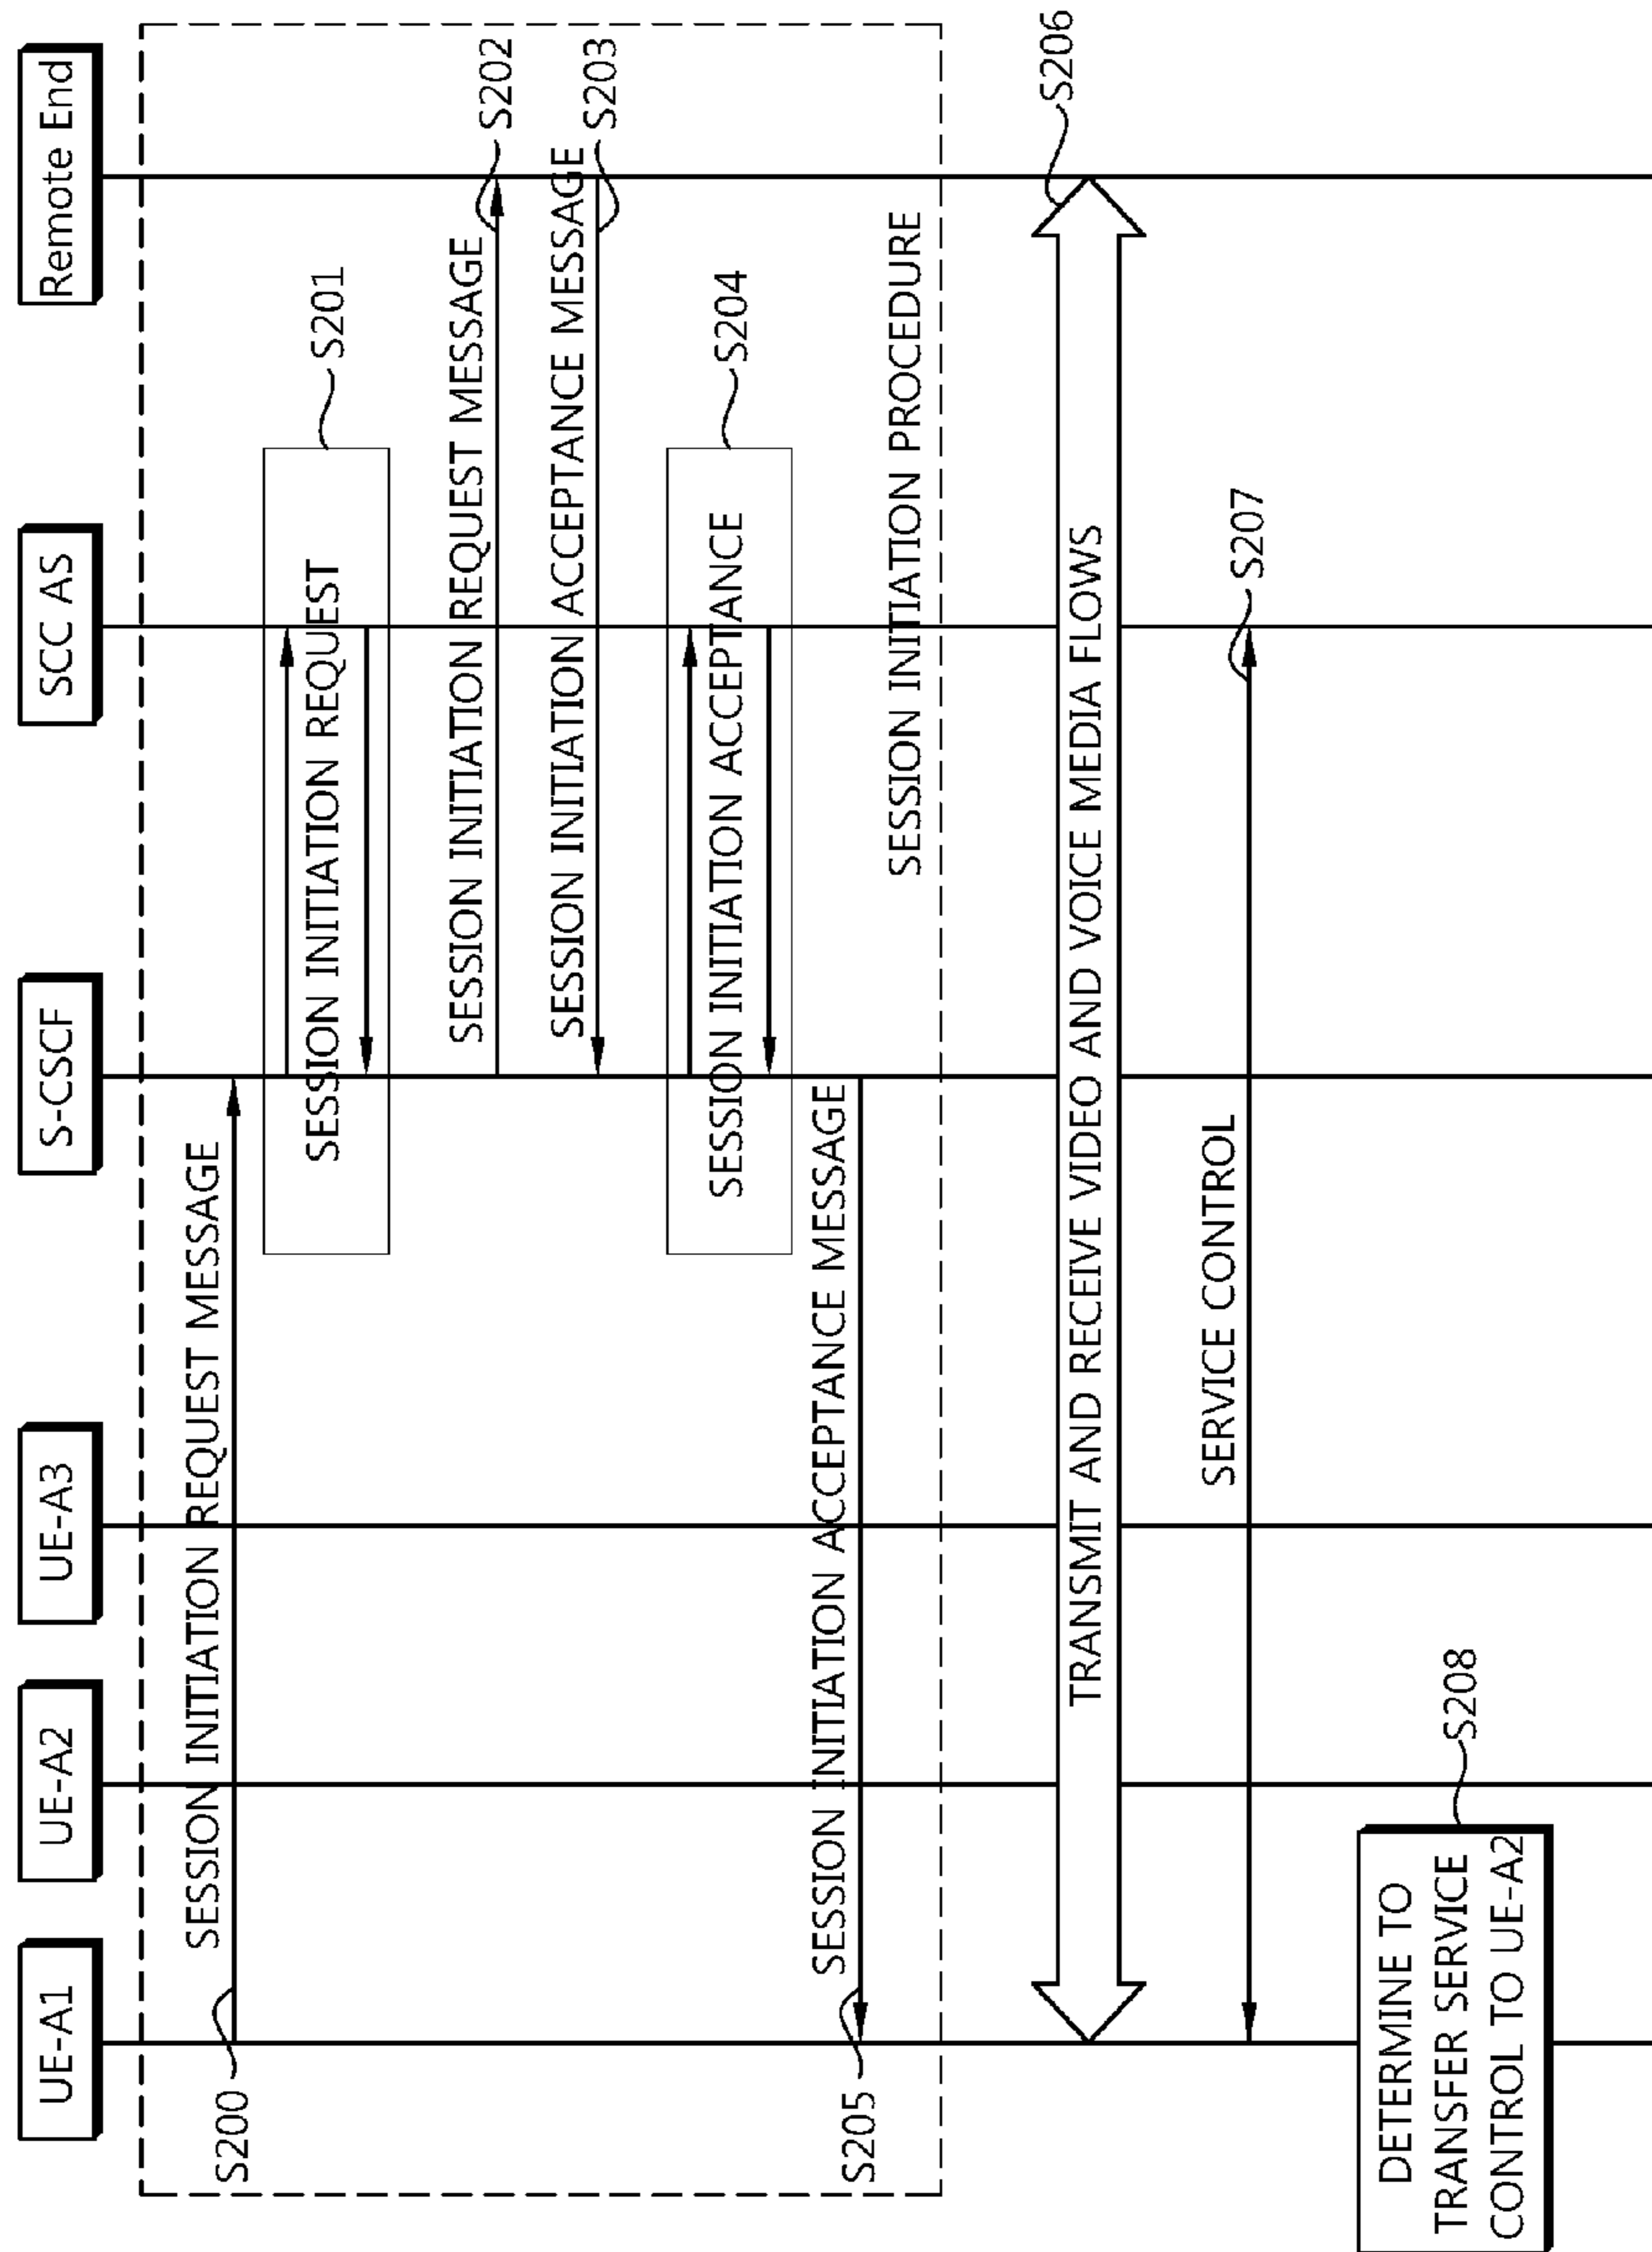 UE-A1
UE-A2
UE-A3
S-CSCF
SCC AS
Remote End
SESSION INITIATION REQUEST MESSAGE
S200
SESSION INITIATION REQUEST
S201
SESSION INITIATION REQUEST MESSAGE
S202
SESSION INITIATION ACCEPTANCE MESSAGE
S203
SESSION INITIATION ACCEPTANCE
S204
SESSION INITIATION ACCEPTANCE MESSAGE
S205
SESSION INITIATION PROCEDURE
TRANSMIT AND RECEIVE VIDEO AND VOICE MEDIA FLOWS
S206
SERVICE CONTROL
S207
DETERMINE TO
TRANSFER SERVICE
CONTROL TO UE-A2
S208